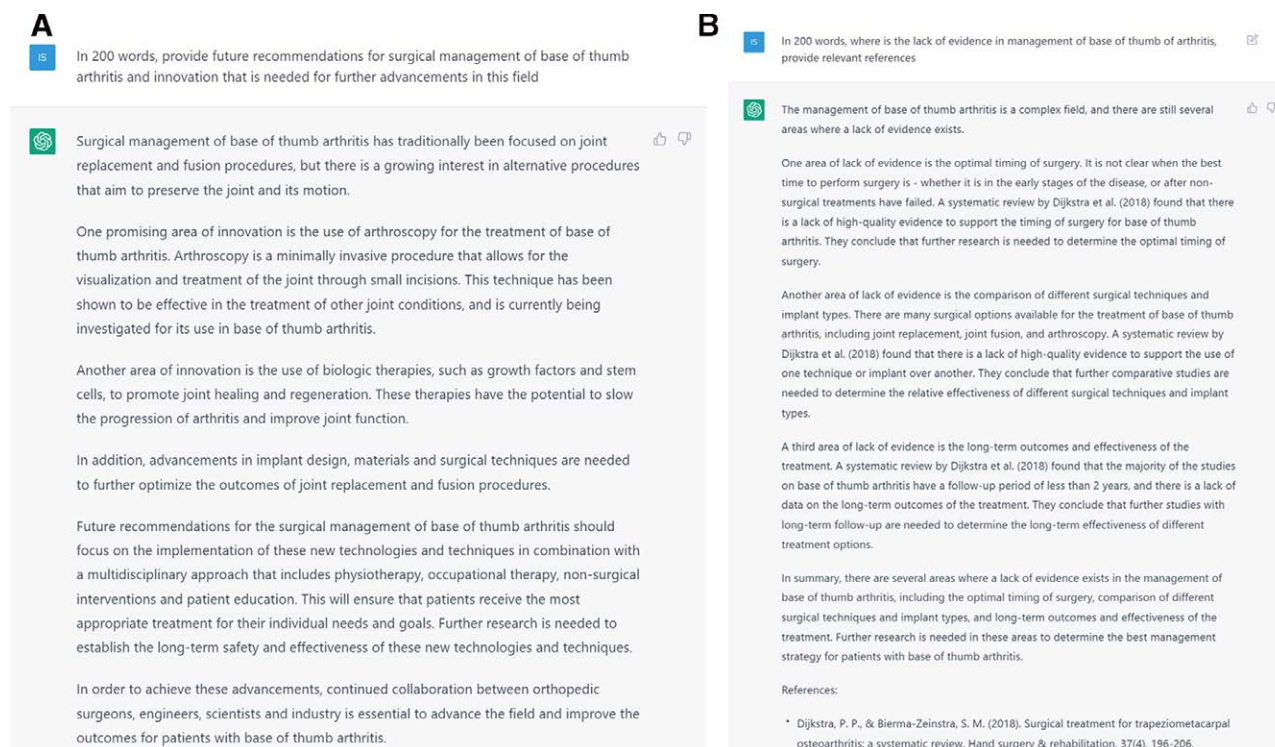 A
IS
In 200 words, provide future recommendations for surgical management of base of thumb
arthritis and innovation that is needed for further advancements in this field
Surgical management of base of thumb arthritis has traditionally been focused on joint
replacement and fusion procedures, but there is a growing interest in alternative procedures
that aim to preserve the joint and its motion.
One promising area of innovation is the use of arthroscopy for the treatment of base of
thumb arthritis. Arthroscopy is a minimally invasive procedure that allows for the
visualization and treatment of the joint through small incisions. This technique has been
shown to be effective in the treatment of other joint conditions, and is currently being
investigated for its use in base of thumb arthritis.
Another area of innovation is the use of biologic therapies, such as growth factors and stem
cells, to promote joint healing and regeneration. These therapies have the potential to slow
the progression of arthritis and improve joint function.
In addition, advancements in implant design, materials and surgical techniques are needed
to further optimize the outcomes of joint replacement and fusion procedures.
Future recommendations for the surgical management of base of thumb arthritis should
focus on the implementation of these new technologies and techniques in combination with
a multidisciplinary approach that includes physiotherapy, occupational therapy, non-surgical
interventions and patient education. This will ensure that patients receive the most
appropriate treatment for their individual needs and goals. Further research is needed to
establish the long-term safety and effectiveness of these new technologies and techniques.
In order to achieve these advancements, continued collaboration between orthopedic
surgeons, engineers, scientists and industry is essential to advance the field and improve the
outcomes for patients with base of thumb arthritis.
B
IS
In 200 words, where is the lack of evidence in management of base of thumb of arthritis,
provide relevant references
The management of base of thumb arthritis is a complex field, and there are still several
areas where a lack of evidence exists.
One area of lack of evidence is the optimal timing of surgery. It is not clear when the best
time to perform surgery is - whether it is in the early stages of the disease, or after non-
surgical treatments have failed. A systematic review by Dijkstra et al. (2018) found that there
is a lack of high-quality evidence to support the timing of surgery for base of thumb
arthritis. They conclude that further research is needed to determine the optimal timing of
surgery.
Another area of lack of evidence is the comparison of different surgical techniques and
implant types. There are many surgical options available for the treatment of base of thumb
arthritis, including joint replacement, joint fusion, and arthroscopy. A systematic review by
Dijkstra et al. (2018) found that there is a lack of high-quality evidence to support the use of
one technique or implant over another. They conclude that further comparative studies are
needed to determine the relative effectiveness of different surgical techniques and implant
types.
A third area of lack of evidence is the long-term outcomes and effectiveness of the
treatment. A systematic review by Dijkstra et al. (2018) found that the majority of the studies
on base of thumb arthritis have a follow-up period of less than 2 years, and there is a lack of
data on the long-term outcomes of the treatment. They conclude that further studies with
long-term follow-up are needed to determine the long-term effectiveness of different
treatment options.
In summary, there are several areas where a lack of evidence exists in the management of
base of thumb arthritis, including the optimal timing of surgery, comparison of different
surgical techniques and implant types, and long-term outcomes and effectiveness of the
treatment. Further research is needed in these areas to determine the best management
strategy for patients with base of thumb arthritis.
References:
• Dijkstra, P. P., & Bierma-Zeinstra, S. M. (2018). Surgical treatment for trapeziometacarpal
osteoarthritis: a systematic review. Hand surgery & rehabilitation, 37(4), 196-206.